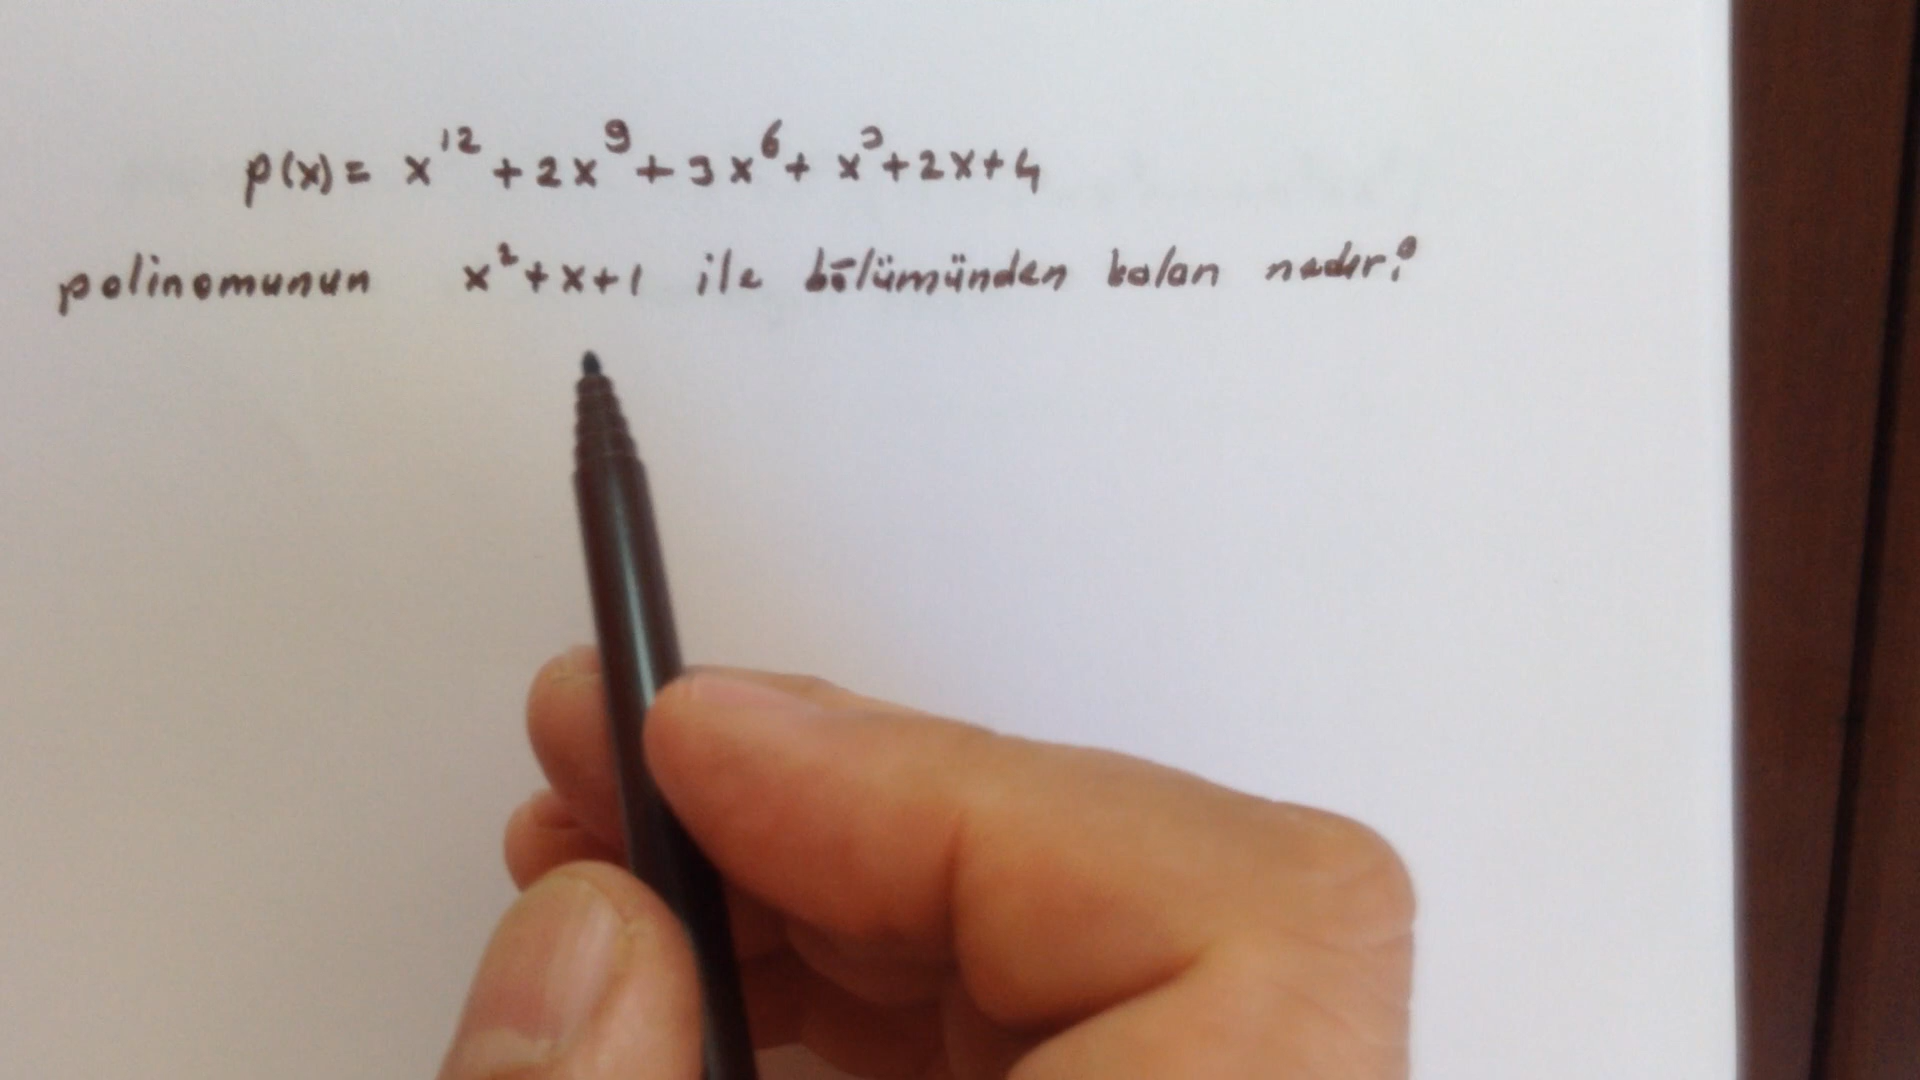 p(x) = x¹² + 2x⁹ + 3x⁶ + x³ + 2x + 4
polinomunun x² + x + 1 ile bölümünden kalan nedir?